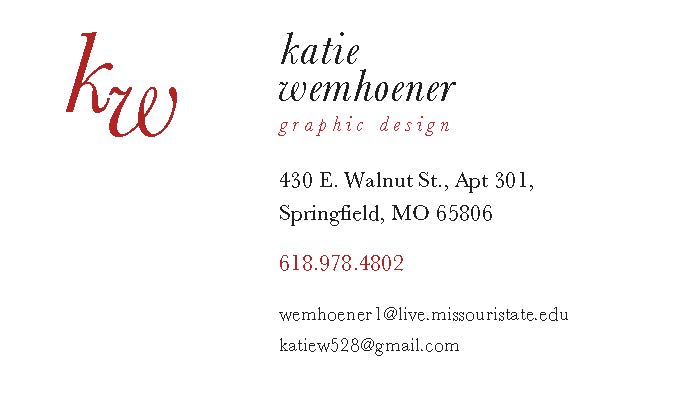 kw
katie
wemhoener
graphic design
430 E. Walnut St., Apt 301,
Springfield, MO 65806
618.978.4802
wemhoener1@live.missouristate.edu
katiew528@gmail.com